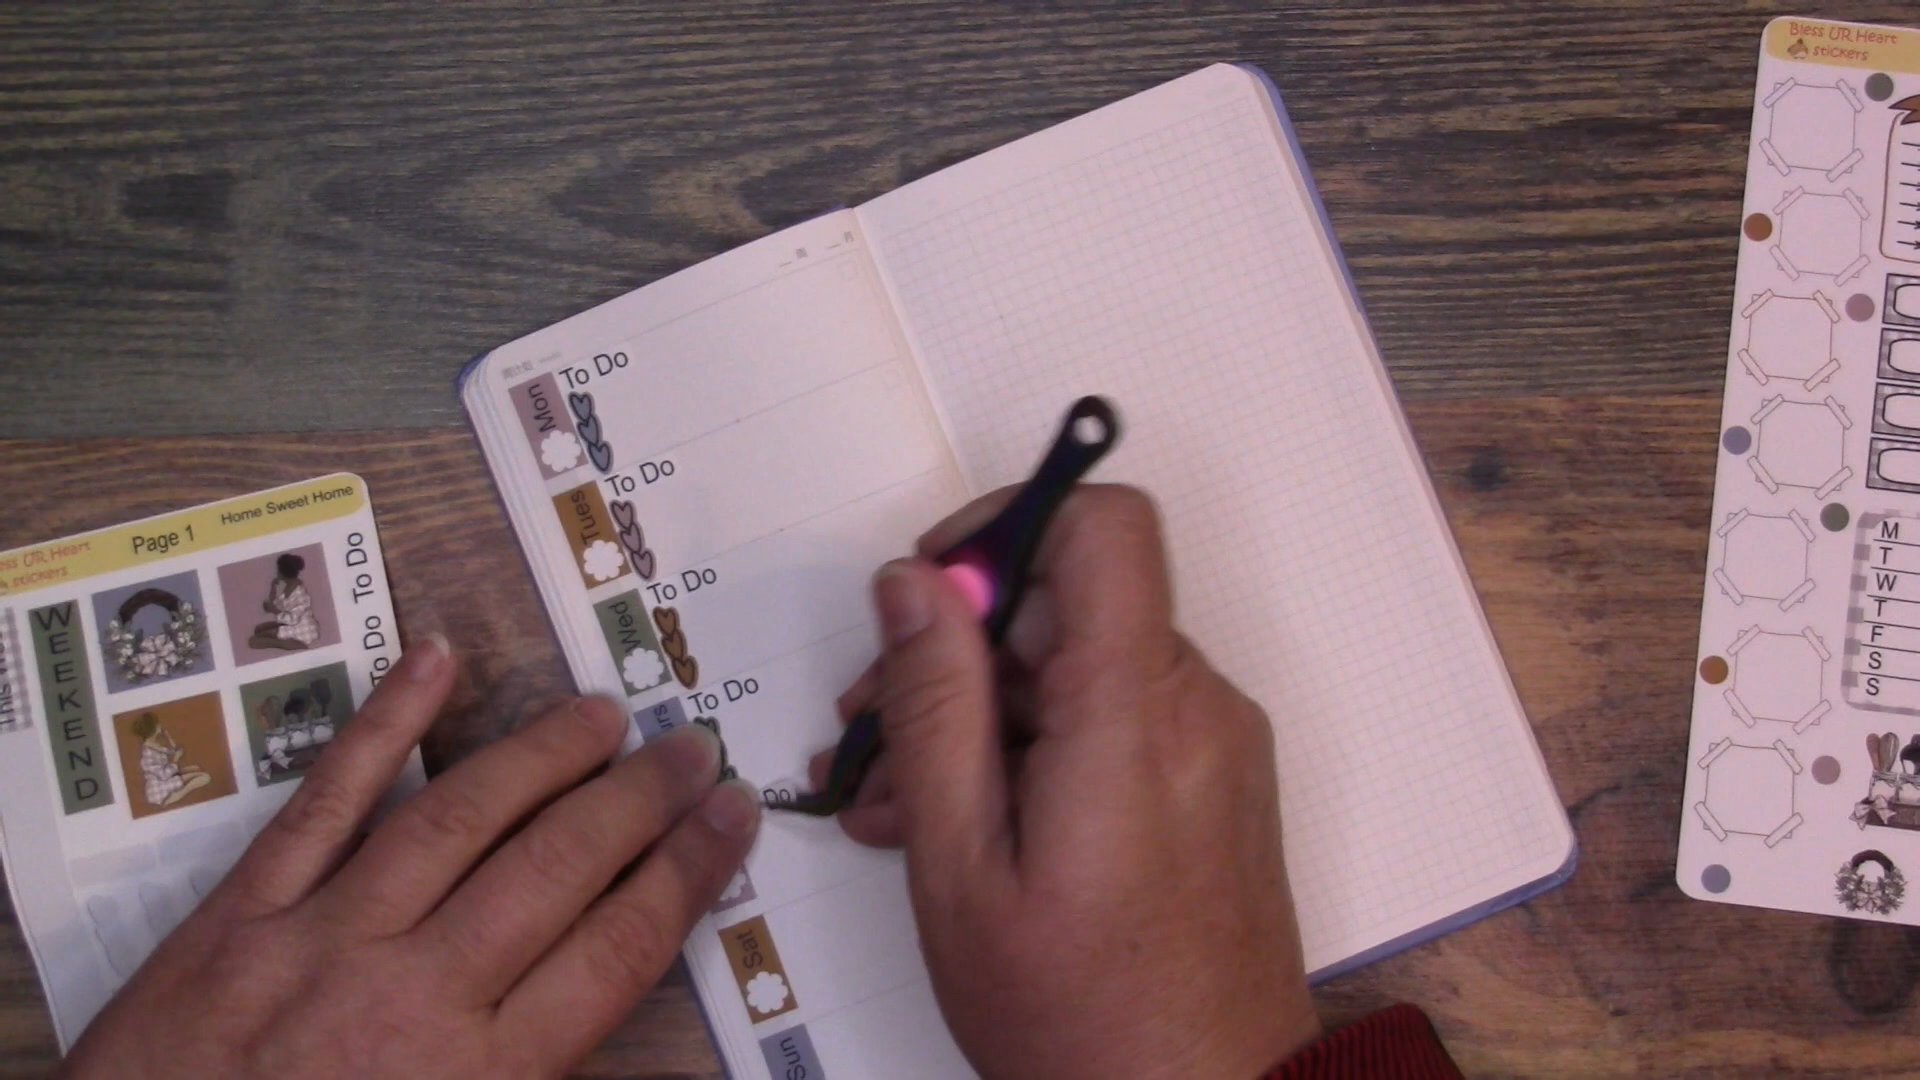 Bless UR Heart
stickers
M
T
W
T
F
S
S
Mon
To Do
Tues
To Do
Wed
To Do
To Do
Do
Sat
Sun
Page 1
Home Sweet Home
stickers
WEEKEND
To Do
To Do